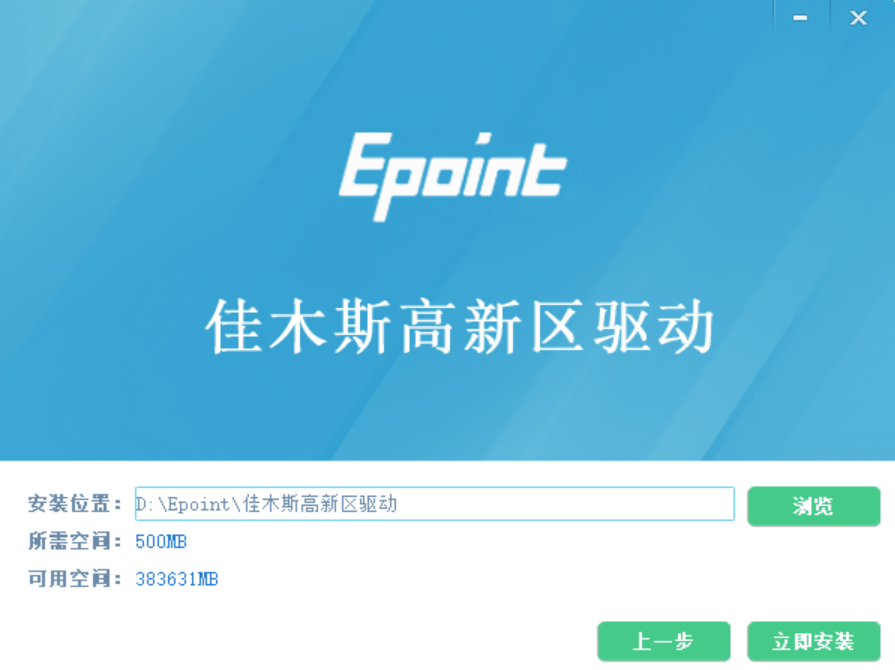 Epoint
佳木斯高新区驱动
安装位置： D:\Epoint\佳木斯高新区驱动 浏览
所需空间： 500MB
可用空间： 383631MB
上一步 立即安装